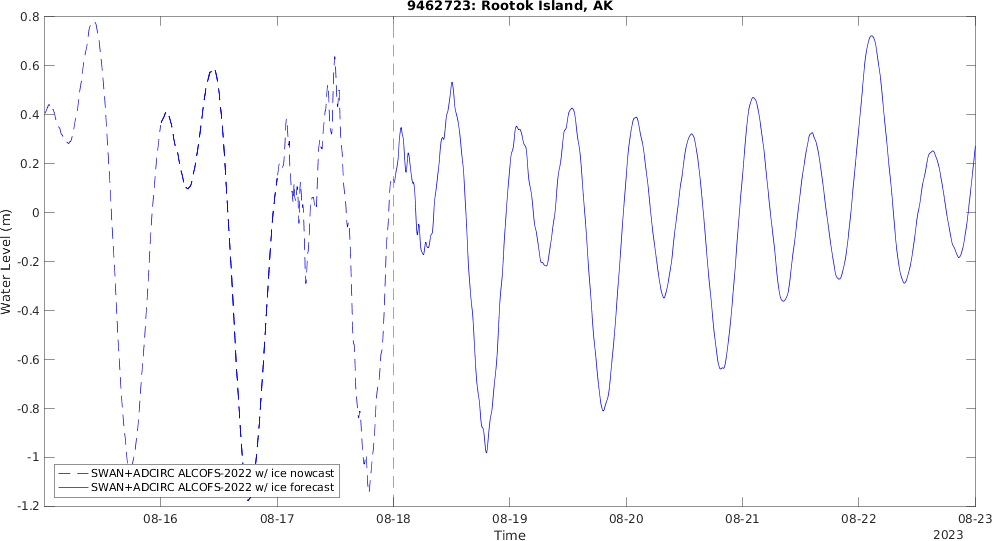 9462723: Rootok Island, AK
0.8
0.6
0.4
0.2
0
-0.2
-0.4
-0.6
-0.8
-1
-1.2
Water Level (m)
SWAN+ADCIRC ALCOFS-2022 w/ ice nowcast
SWAN+ADCIRC ALCOFS-2022 w/ ice forecast
08-16 08-17 08-18 08-19 08-20 08-21 08-22 08-23
Time
2023